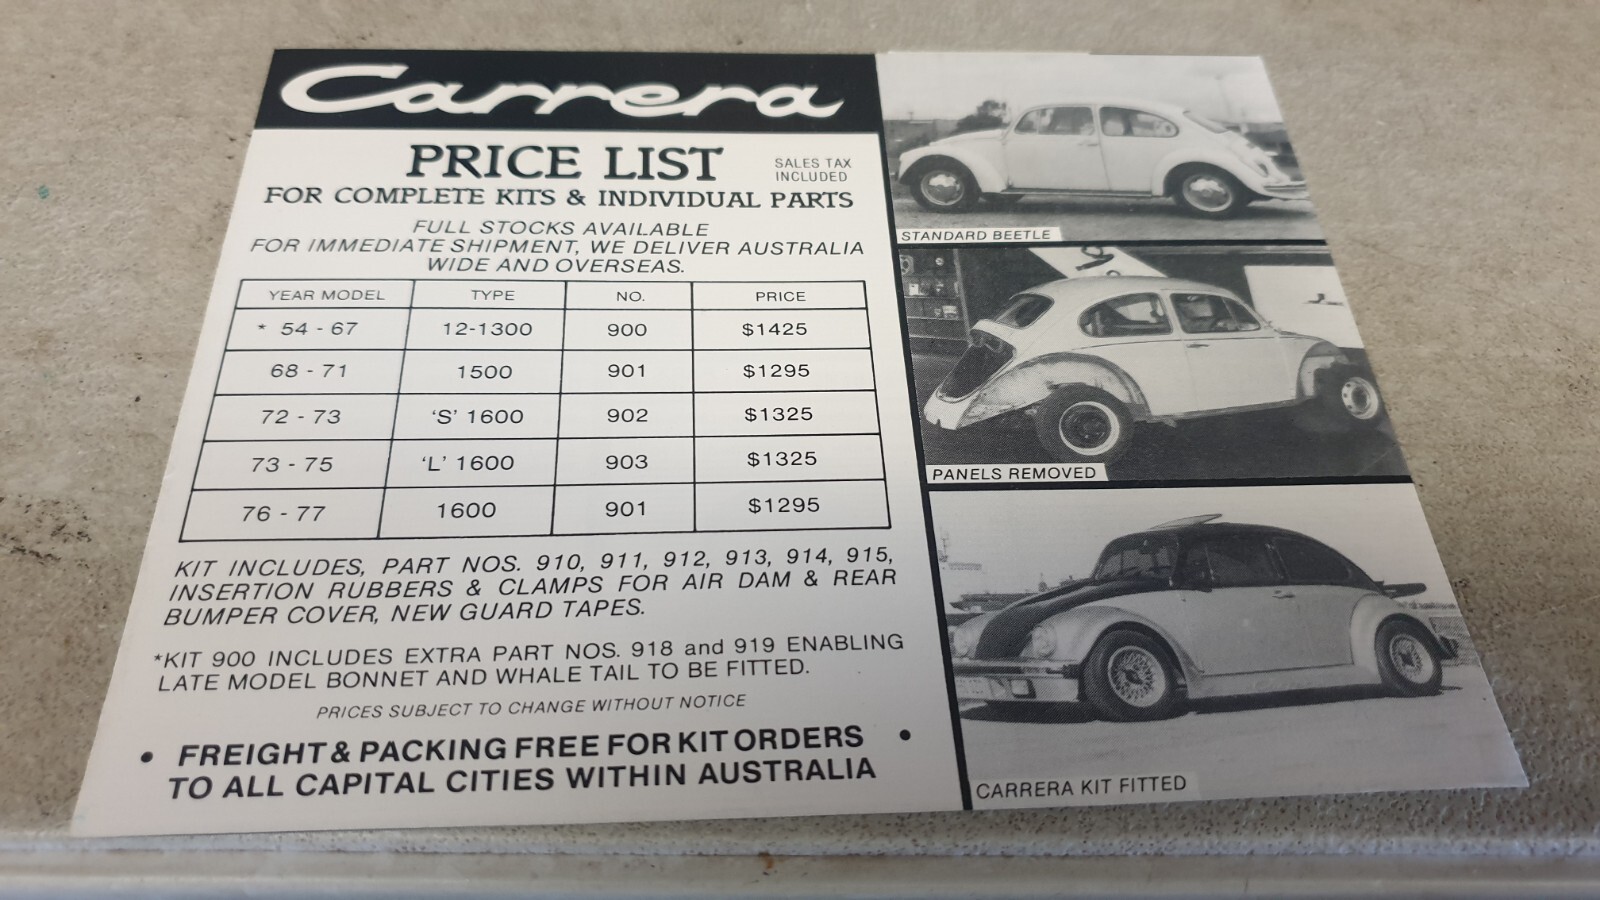 Carrera
PRICE LIST
SALES TAX
INCLUDED
FOR COMPLETE KITS & INDIVIDUAL PARTS
FULL STOCKS AVAILABLE
FOR IMMEDIATE SHIPMENT, WE DELIVER AUSTRALIA
WIDE AND OVERSEAS.
YEAR MODEL TYPE NO. PRICE
* 54 - 67 12-1300 900 $1425
68 - 71 1500 901 $1295
72 - 73 'S' 1600 902 $1325
73 - 75 'L' 1600 903 $1325
76 - 77 1600 901 $1295
KIT INCLUDES, PART NOS. 910, 911, 912, 913, 914, 915,
INSERTION RUBBERS & CLAMPS FOR AIR DAM & REAR
BUMPER COVER, NEW GUARD TAPES.
*KIT 900 INCLUDES EXTRA PART NOS. 918 and 919 ENABLING
LATE MODEL BONNET AND WHALE TAIL TO BE FITTED.
PRICES SUBJECT TO CHANGE WITHOUT NOTICE
• FREIGHT & PACKING FREE FOR KIT ORDERS •
TO ALL CAPITAL CITIES WITHIN AUSTRALIA
STANDARD BEETLE
PANELS REMOVED
CARRERA KIT FITTED